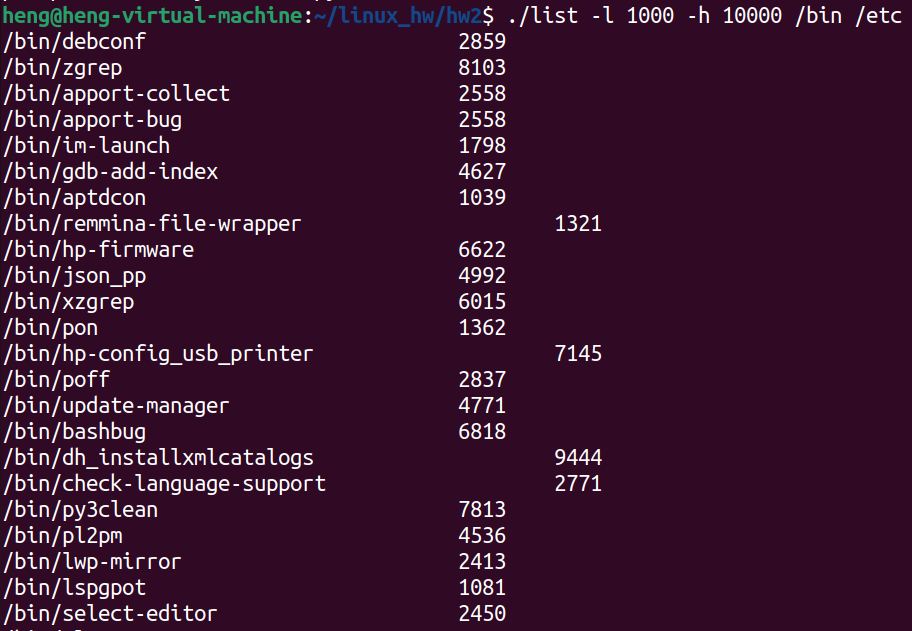 heng@heng-virtual-machine:~/linux_hw/hw2$ ./list -l 1000 -h 10000 /bin /etc
/bin/debconf 2859
/bin/zgrep 8103
/bin/apport-collect 2558
/bin/apport-bug 2558
/bin/im-launch 1798
/bin/gdb-add-index 4627
/bin/aptdcon 1039
/bin/remmina-file-wrapper 1321
/bin/hp-firmware 6622
/bin/json_pp 4992
/bin/xzgrep 6015
/bin/pon 1362
/bin/hp-config_usb_printer 7145
/bin/poff 2837
/bin/update-manager 4771
/bin/bashbug 6818
/bin/dh_installxmlcatalogs 9444
/bin/check-language-support 2771
/bin/py3clean 7813
/bin/pl2pm 4536
/bin/lwp-mirror 2413
/bin/lspgpot 1081
/bin/select-editor 2450